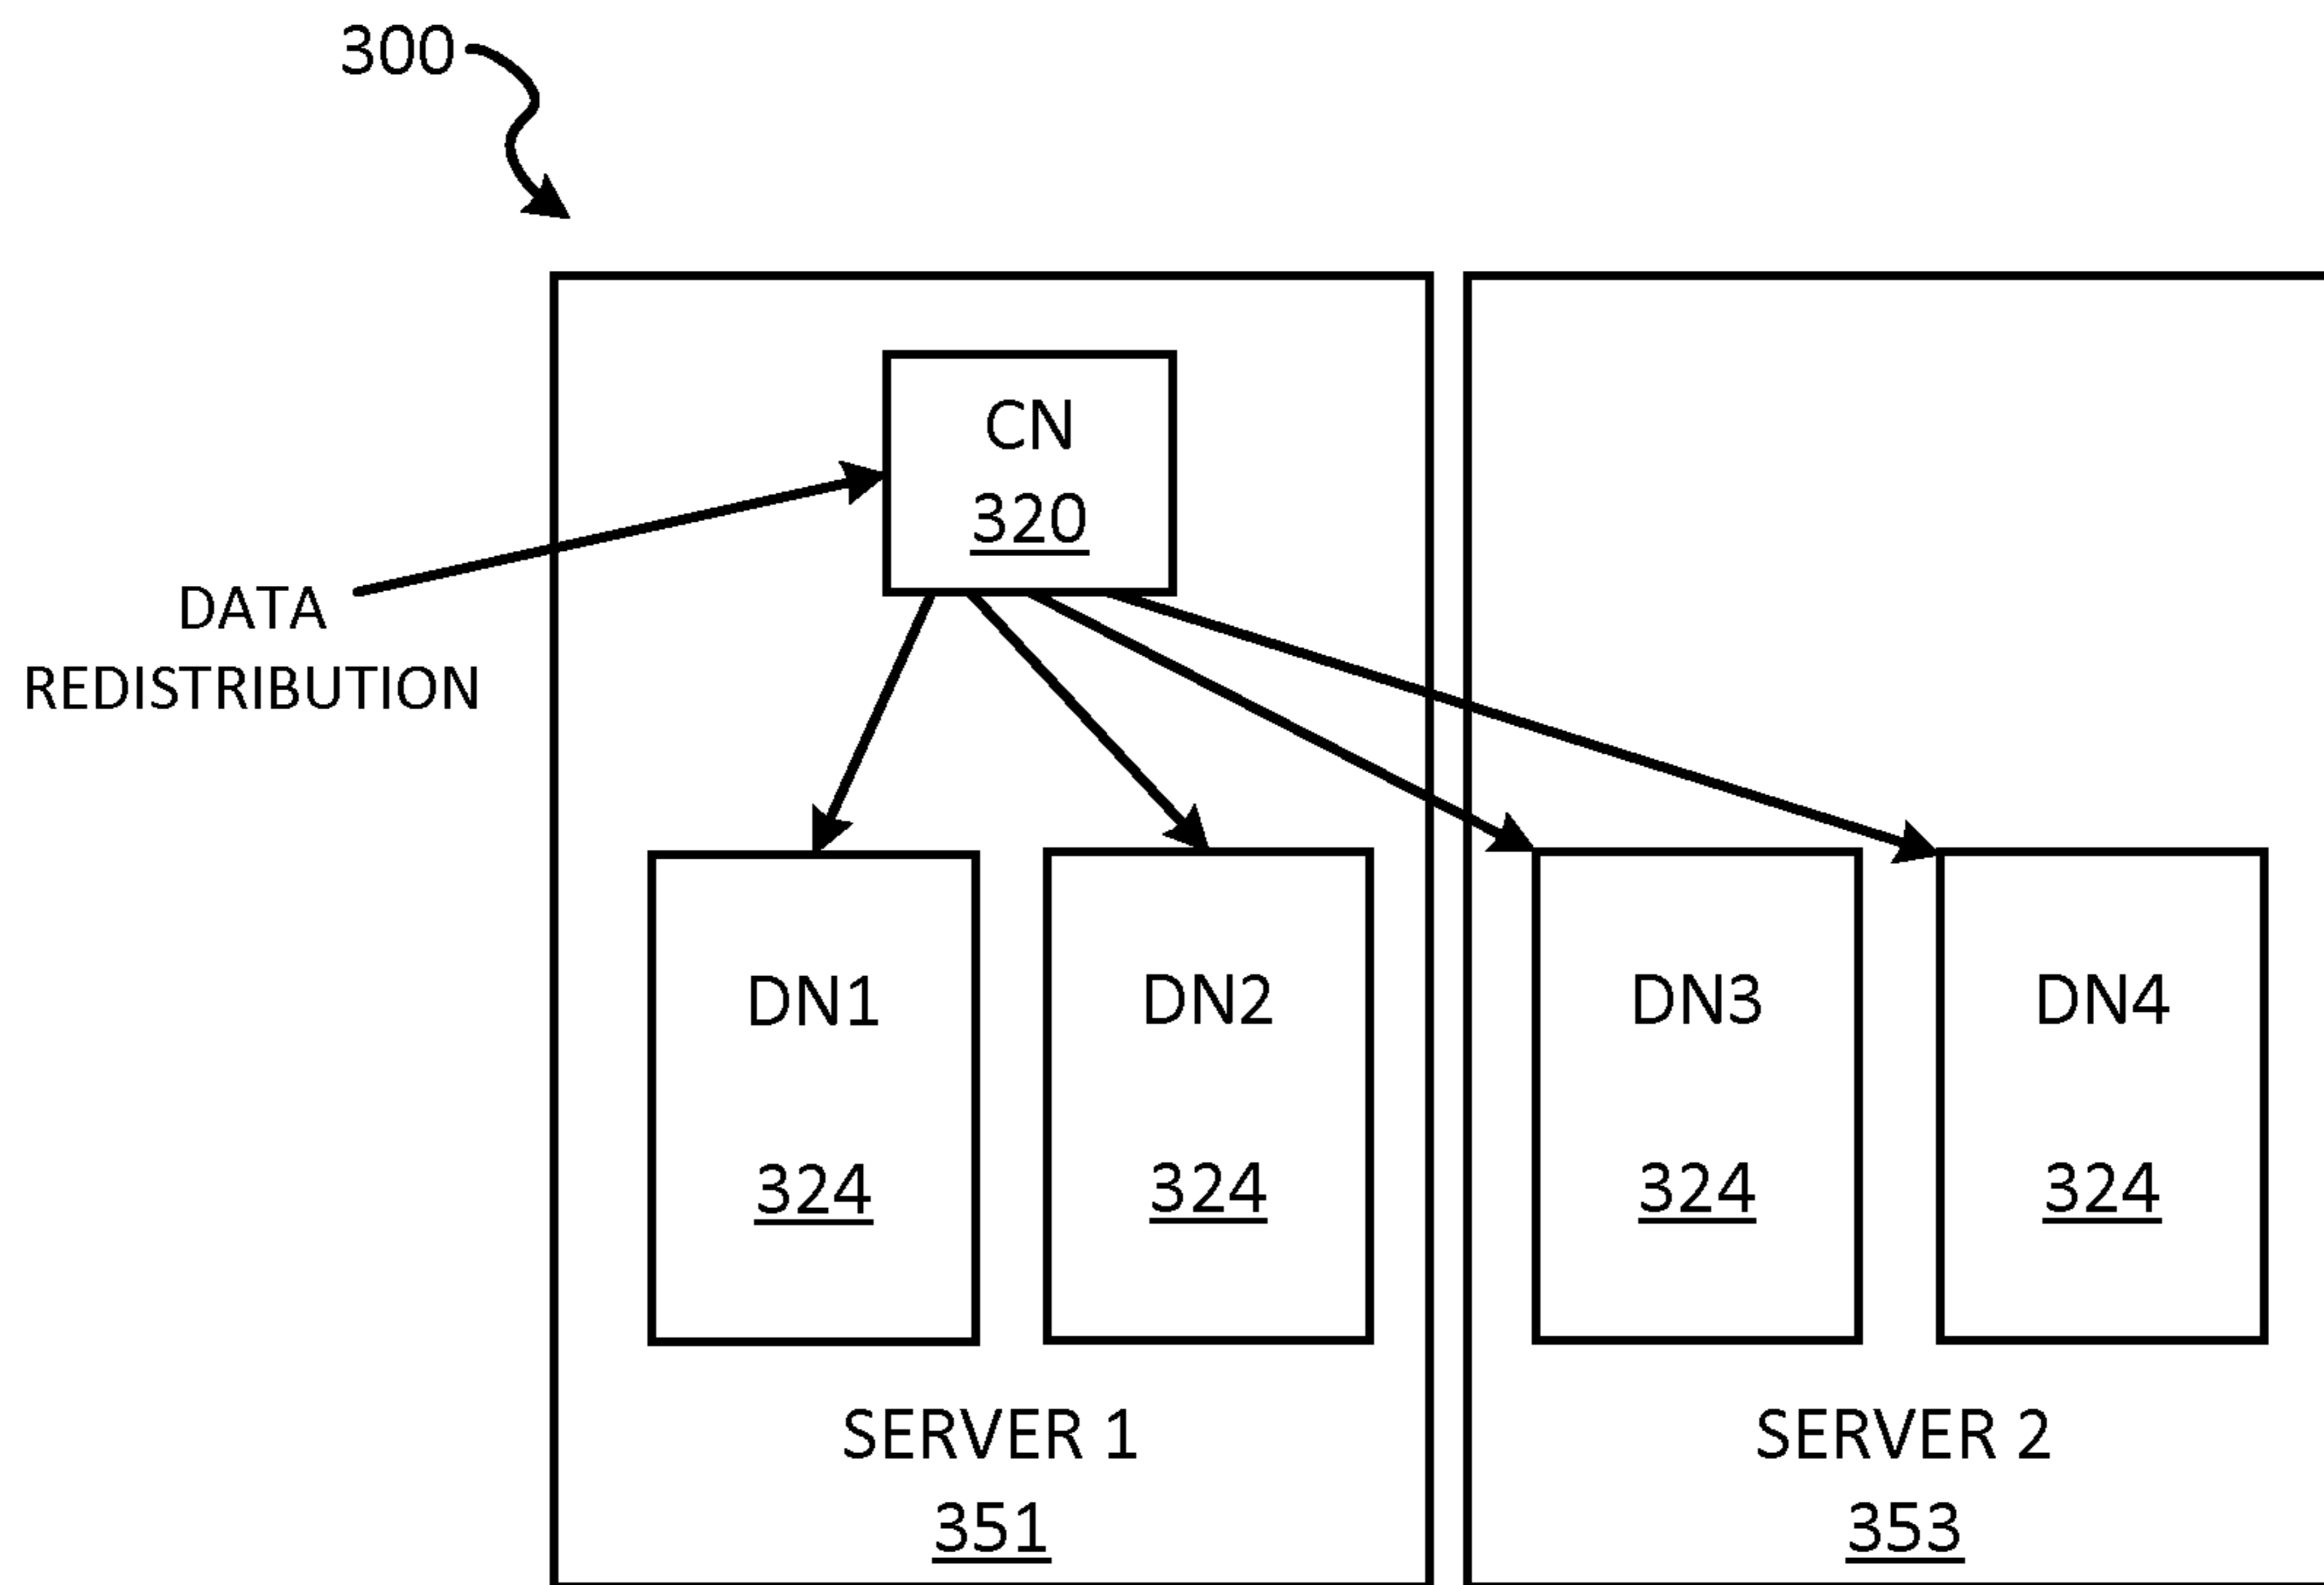 300
CN
320
DATA
REDISTRIBUTION
DN1
324
DN2
324
DN3
324
DN4
324
SERVER 1
351
SERVER 2
353